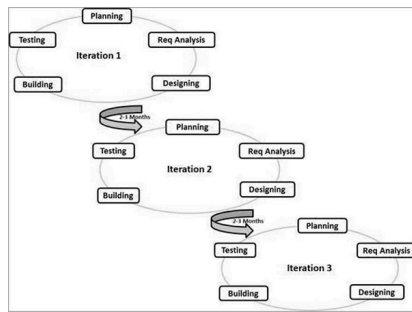 Planning
Testing
Req Analysis
Iteration 1
Building
Designing
2-3 Months
Planning
Testing
Req Analysis
Iteration 2
Building
Designing
2-3 Months
Planning
Testing
Req Analysis
Iteration 3
Building
Designing